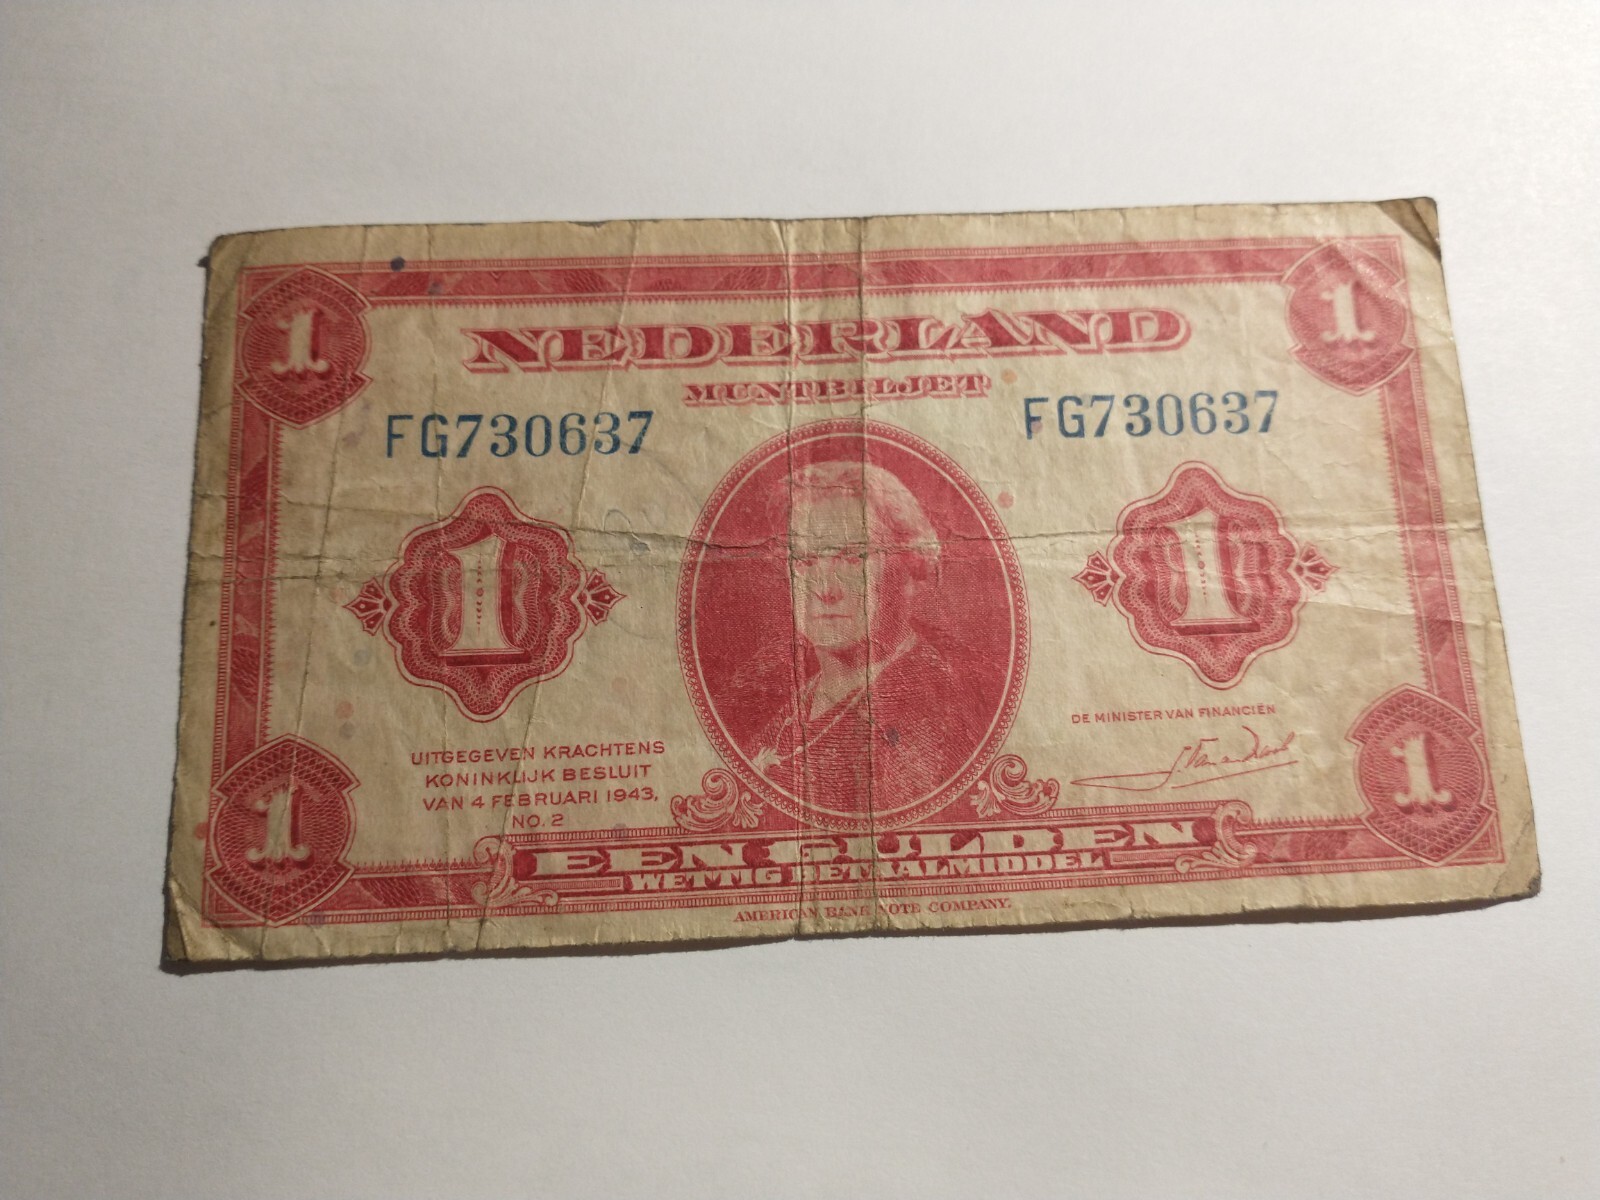 1 1
NEDERLAND
MUNTBILJET
FG730637 FG730637
1 1
DE MINISTER VAN FINANCIËN
UITGEGEVEN KRACHTENS
KONINKLIJK BESLUIT
VAN 4 FEBRUARI 1943,
NO. 2
1 1
EEN GULDEN
WETTIG BETAALMIDDEL
AMERICAN BANK NOTE COMPANY.